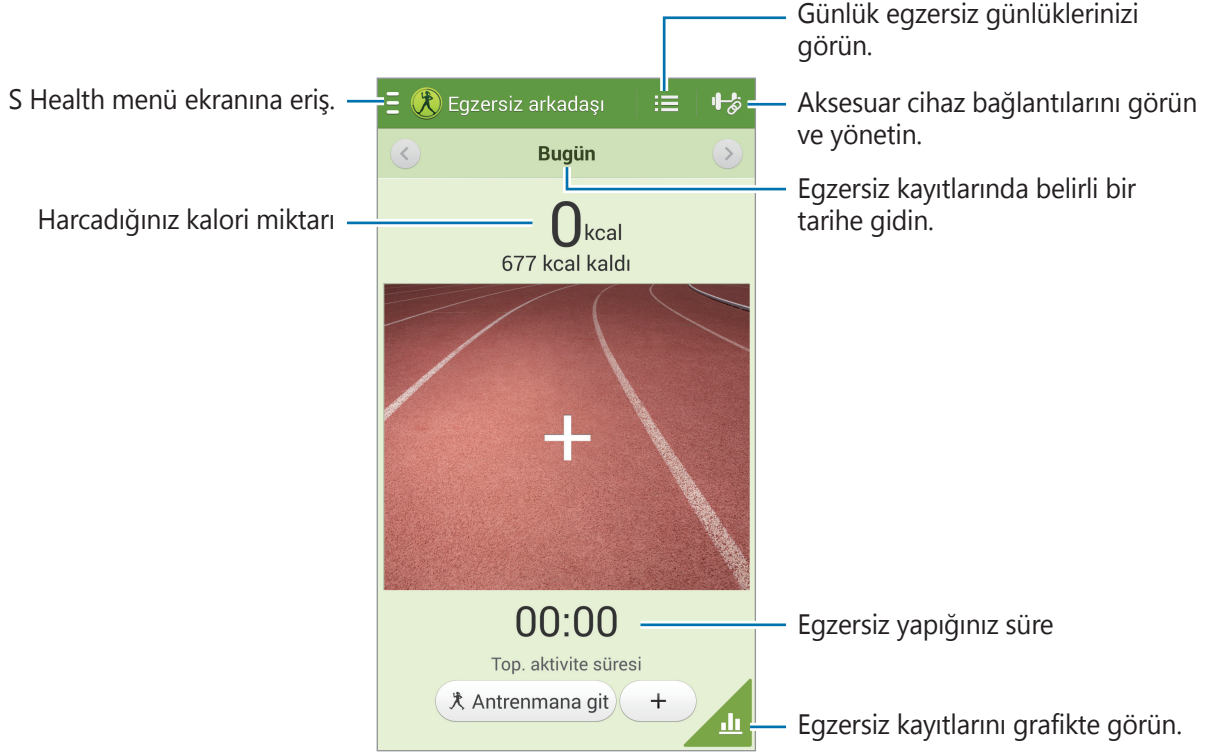 Günlük egzersiz günlüklerinizi
görün.
S Health menü ekranına eriş.
Egzersiz arkadaşı
Aksesuar cihaz bağlantılarını görün
ve yönetin.
Bugün
Egzersiz kayıtlarında belirli bir
tarihe gidin.
Harcadığınız kalori miktarı
0 kcal
677 kcal kaldı
00:00
Egzersiz yapığınız süre
Top. aktivite süresi
Antrenmana git
+
Egzersiz kayıtlarını grafikte görün.